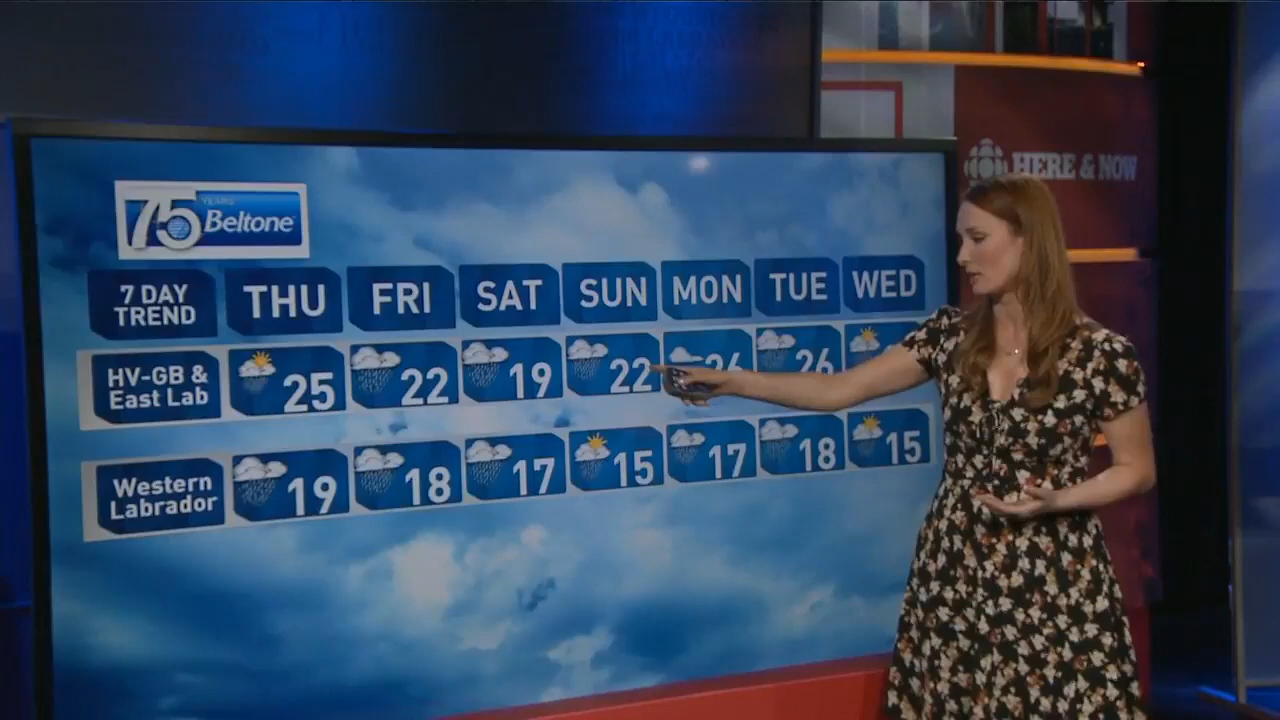 HERE & NOW
75 YEARS Beltone
7 DAY TREND THU FRI SAT SUN MON TUE WED
HV-GB & East Lab 25 22 19 22 26 26
Western Labrador 19 18 17 15 17 18 15